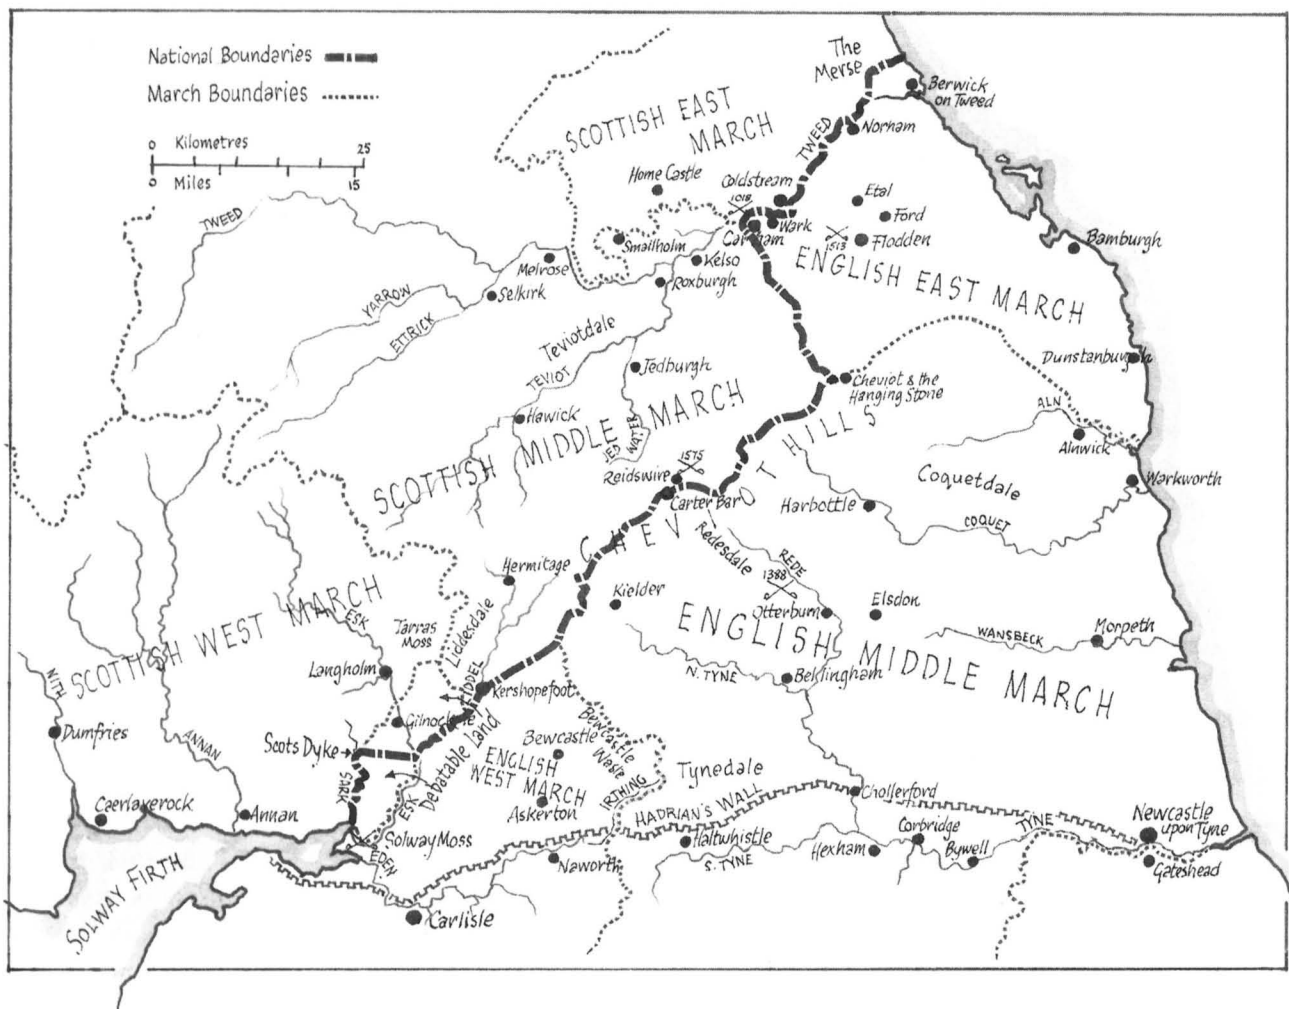 National Boundaries
March Boundaries
Kilometres
0 25
0 15
Miles
The
Merse
Berwick
on Tweed
Norham
TWEED
SCOTTISH EAST
MARCH
Home Castle
Coldstream
1018
Etal
Ford
Wark
Carham
1513
Flodden
Bamburgh
ENGLISH EAST MARCH
TWEED
Smailholm
Kelso
Melrose
Roxburgh
Selkirk
YARROW
ETTRICK
Teviotdale
TEVIOT
Jedburgh
Dunstanburgh
Cheviot & the
Hanging Stone
Hawick
JED WATER
SCOTTISH MIDDLE MARCH
ALN
Alnwick
CHEVIOT HILLS
1575
Reidswire
Carter Bar
Harbottle
Coquetdale
Warkworth
COQUET
Redesdale
REDE
1388
Otterburn
Elsdon
Hermitage
Kielder
ENGLISH MIDDLE MARCH
WANSBECK
Morpeth
SCOTTISH WEST MARCH
ESK
Tarras
Moss
Liddesdale
Langholm
LIDDEL
Kershopefoot
N. TYNE
Bellingham
NITH
Dumfries
ANNAN
Gilnockie
Scots Dyke
Debatable Land
Bewcastle
Bewcastle
Waste
ENGLISH
WEST MARCH
Askerton
IRTHING
Tynedale
HADRIAN'S WALL
Chollerford
SARK
ESK
Caerlaverock
Annan
Solway Moss
EDEN
SOLWAY FIRTH
Naworth
Haltwhistle
S. TYNE
Hexham
Corbridge
Bywell
TYNE
Newcastle
upon Tyne
Gateshead
Carlisle